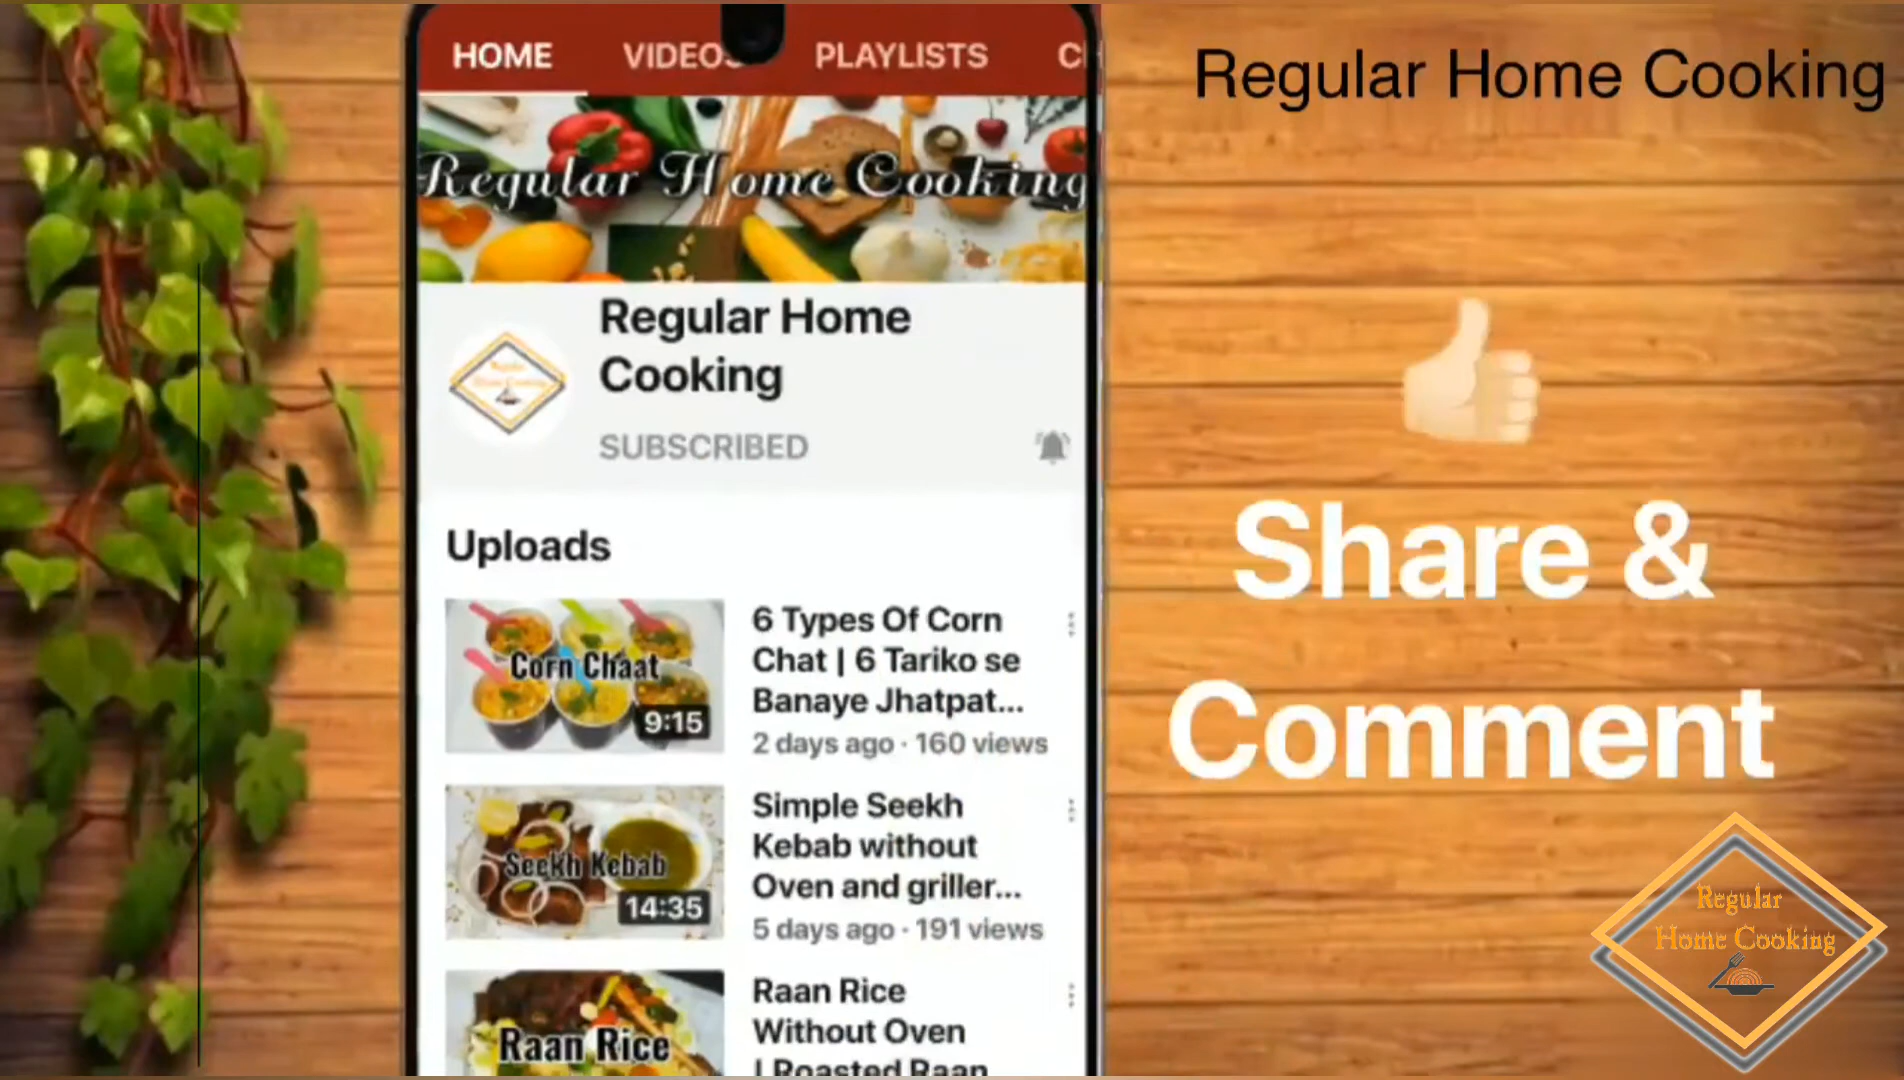 HOME VIDEOS PLAYLISTS
Regular Home Cooking
Regular Home Cooking
Regular Home
Cooking
SUBSCRIBED
Uploads
Corn Chaat
9:15
6 Types Of Corn
Chat | 6 Tariko se
Banaye Jhatpat...
2 days ago · 160 views
Seekh Kebab
14:35
Simple Seekh
Kebab without
Oven and griller...
5 days ago · 191 views
Raan Rice
Raan Rice
Without Oven
| Roasted Raan
Share &
Comment
Regular
Home Cooking